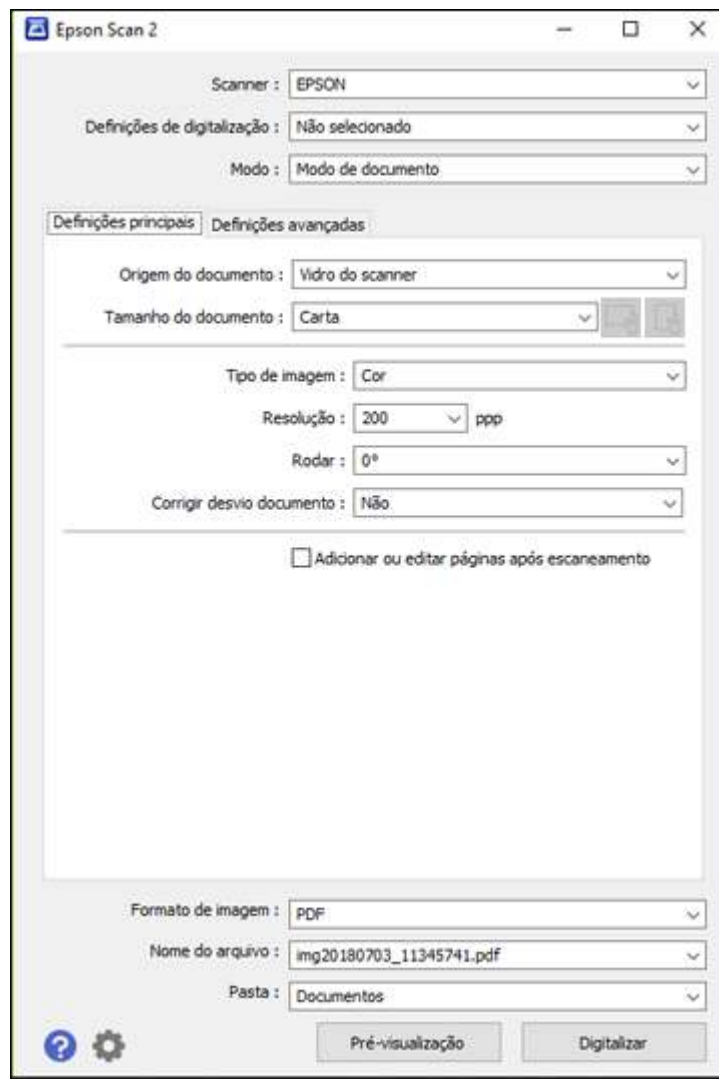 Epson Scan 2
Scanner : EPSON
Definições de digitalização : Não selecionado
Modo : Modo de documento
Definições principais Definições avançadas
Origem do documento : Vidro do scanner
Tamanho do documento : Carta
Tipo de imagem : Cor
Resolução : 200 ppp
Rodar : 0°
Corrigir desvio documento : Não
Adicionar ou editar páginas após escaneamento
Formato de imagem : PDF
Nome do arquivo : img20180703_11345741.pdf
Pasta : Documentos
? Pré-visualização Digitalizar